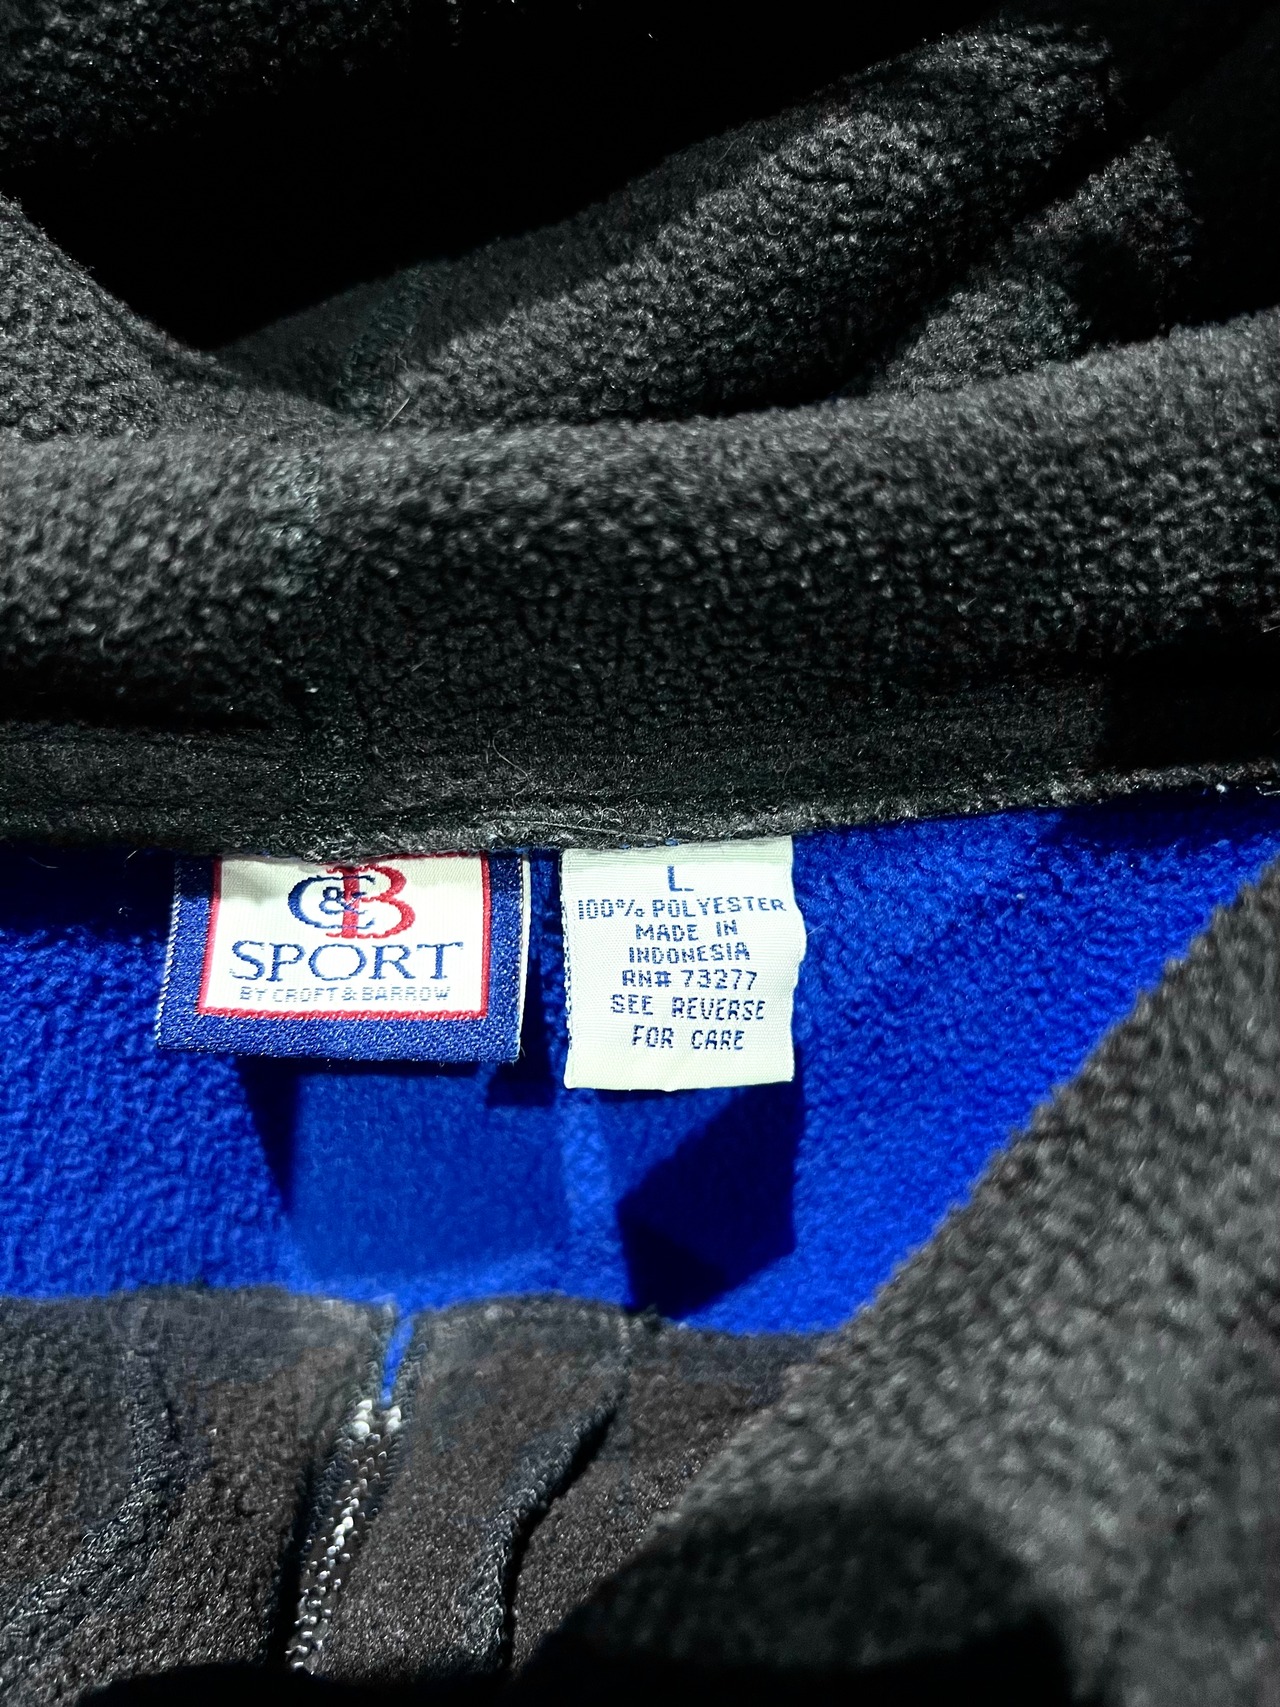 C&B
SPORT
BY CROFT & BARROW
L
100% POLYESTER
MADE IN
INDONESIA
RN# 73277
SEE REVERSE
FOR CARE